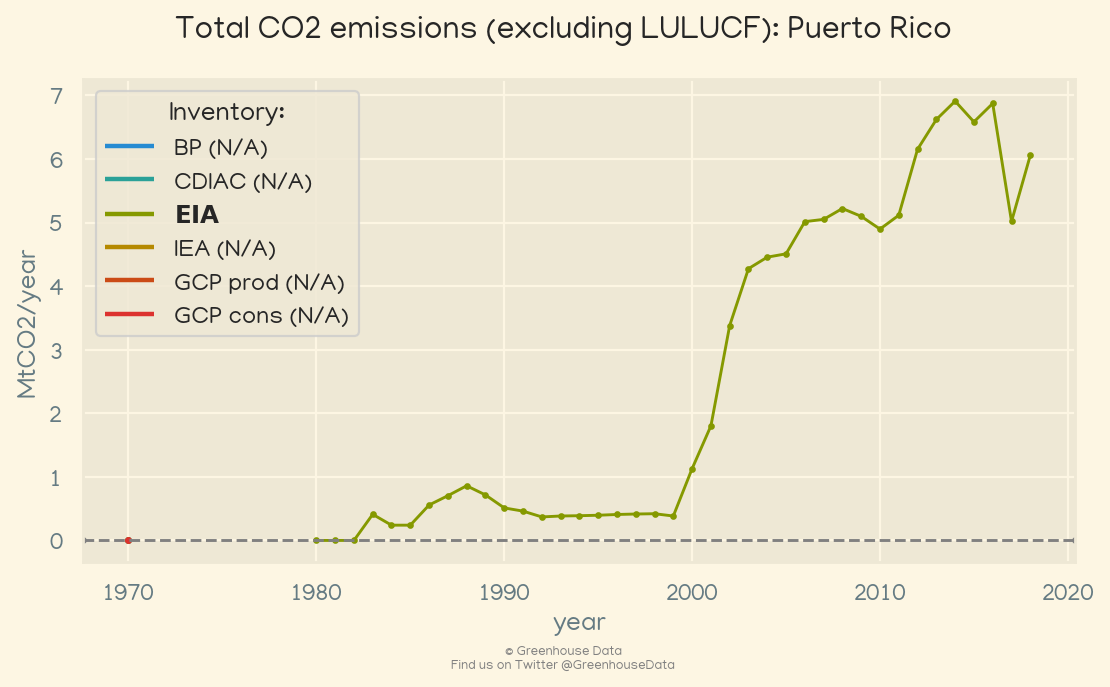 Total CO2 emissions (excluding LULUCF): Puerto Rico
Inventory:
BP (N/A)
CDIAC (N/A)
EIA
IEA (N/A)
GCP prod (N/A)
GCP cons (N/A)
MtCO2/year
7
6
5
4
3
2
1
0
1970 1980 1990 2000 2010 2020
year
© Greenhouse Data
Find us on Twitter @GreenhouseData